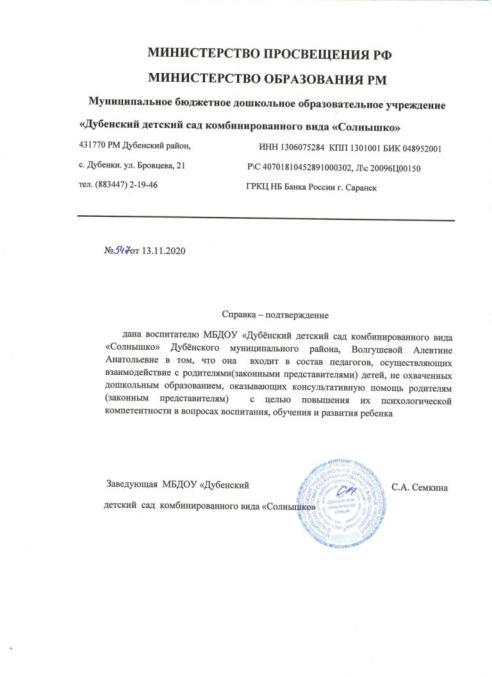 МИНИСТЕРСТВО ПРОСВЕЩЕНИЯ РФ
МИНИСТЕРСТВО ОБРАЗОВАНИЯ РМ
Муниципальное бюджетное дошкольное образовательное учреждение
«Дубенский детский сад комбинированного вида «Солнышко»
431770 РМ Дубенский район, ИНН 1306075284 КПП 1301001 БИК 048952001
с. Дубенки. ул. Бровцева, 21 Р\С 40701810452891000302, Л\с 20096Ц00150
тел. (883447) 2-19-46 ГРКЦ НБ Банка России г. Саранск
№547от 13.11.2020
Справка – подтверждение
дана воспитателю МБДОУ «Дубёнский детский сад комбинированного вида
«Солнышко» Дубёнского муниципального района, Волгушевой Алевтине
Анатольевне в том, что она входит в состав педагогов, осуществляющих
взаимодействие с родителями(законными представителями) детей, не охваченных
дошкольным образованием, оказывающих консультативную помощь родителям
(законным представителям) с целью повышения их психологической
компетентности в вопросах воспитания, обучения и развития ребенка
Заведующая МБДОУ «Дубенский С.А. Семкина
детский сад комбинированного вида «Солнышко»